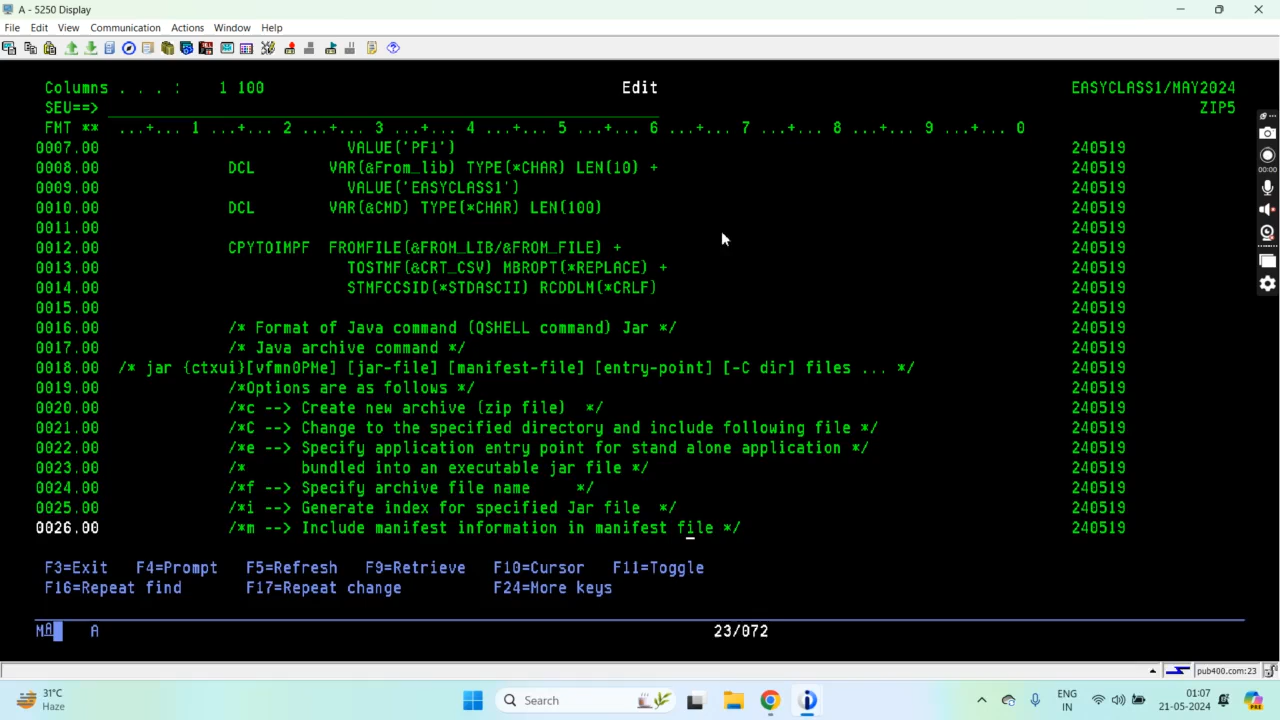 A - 5250 Display
File Edit View Communication Actions Window Help
Columns . . . : 1 100 Edit EASYCLASS1/MAY2024
SEU==> ZIP5
FMT ** ...+... 1 ...+... 2 ...+... 3 ...+... 4 ...+... 5 ...+... 6 ...+... 7 ...+... 8 ...+... 9 ...+... 0
0007.00 VALUE('PF1') 240519
0008.00 DCL VAR(&From_lib) TYPE(*CHAR) LEN(10) + 240519
0009.00 VALUE('EASYCLASS1') 240519
0010.00 DCL VAR(&CMD) TYPE(*CHAR) LEN(100) 240519
0011.00 240519
0012.00 CPYTOIMPF FROMFILE(&FROM_LIB/&FROM_FILE) + 240519
0013.00 TOSTMF(&CRT_CSV) MBROPT(*REPLACE) + 240519
0014.00 STMFCCSID(*STDASCII) RCDDLM(*CRLF) 240519
0015.00 240519
0016.00 /* Format of Java command (QSHELL command) Jar */ 240519
0017.00 /* Java archive command */ 240519
0018.00 /* jar {ctxui}[vfmn0PMe] [jar-file] [manifest-file] [entry-point] [-C dir] files ... */ 240519
0019.00 /*Options are as follows */ 240519
0020.00 /*c --> Create new archive (zip file) */ 240519
0021.00 /*C --> Change to the specified directory and include following file */ 240519
0022.00 /*e --> Specify application entry point for stand alone application */ 240519
0023.00 /* bundled into an executable jar file */ 240519
0024.00 /*f --> Specify archive file name */ 240519
0025.00 /*i --> Generate index for specified Jar file */ 240519
0026.00 /*m --> Include manifest information in manifest file */ 240519
F3=Exit F4=Prompt F5=Refresh F9=Retrieve F10=Cursor F11=Toggle
F16=Repeat find F17=Repeat change F24=More keys
A 23/072
00:00
pub400.com:23
31°C
Haze
Search
ENG
IN
01:07
21-05-2024